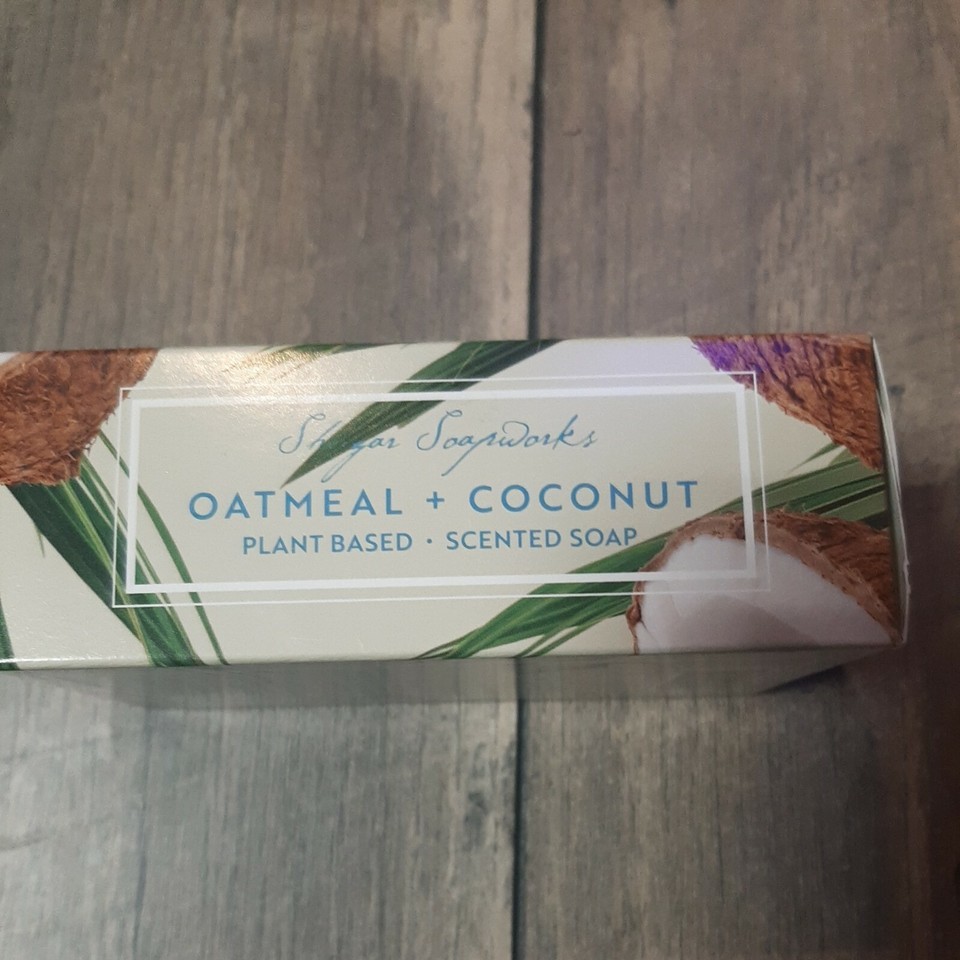 Shugar Soapworks
OATMEAL + COCONUT
PLANT BASED · SCENTED SOAP